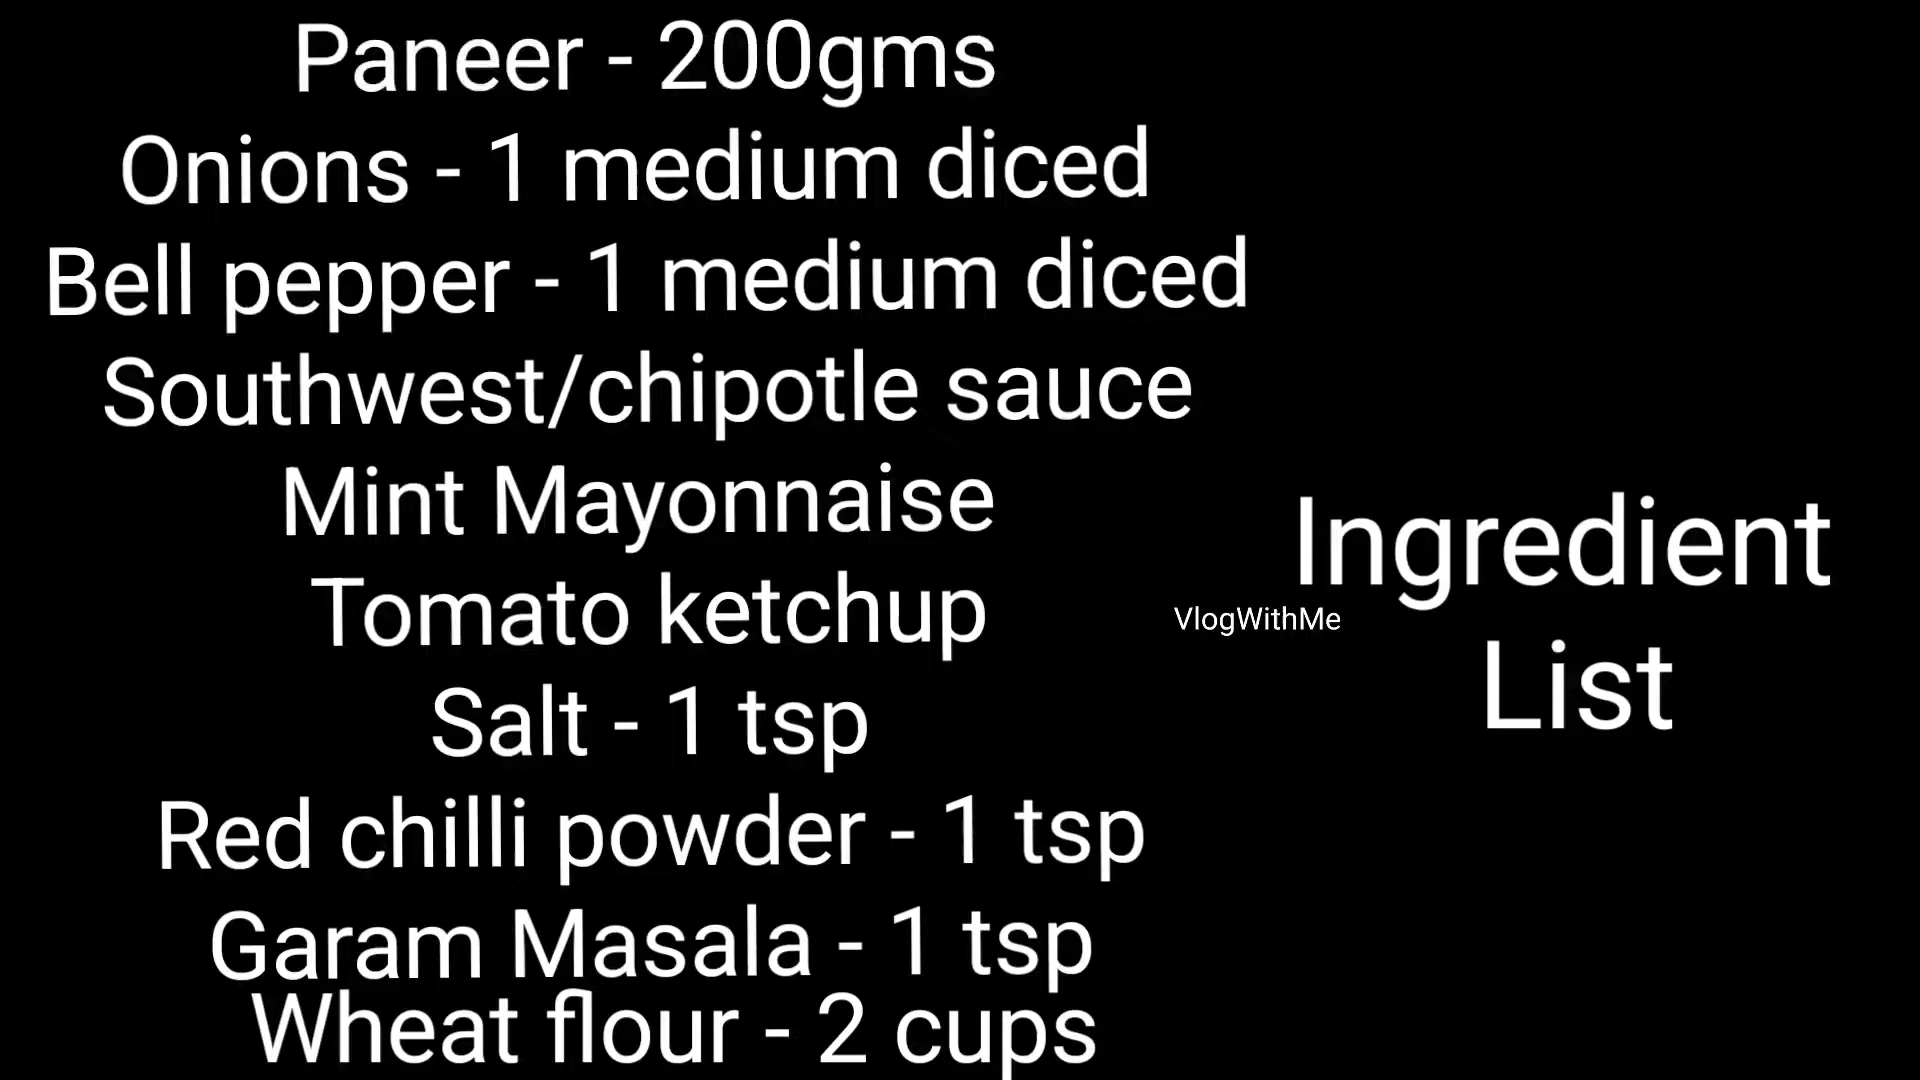 Paneer - 200gms
Onions - 1 medium diced
Bell pepper - 1 medium diced
Southwest/chipotle sauce
Mint Mayonnaise
Tomato ketchup
Salt - 1 tsp
Red chilli powder - 1 tsp
Garam Masala - 1 tsp
Wheat flour - 2 cups
Ingredient
List
VlogWithMe